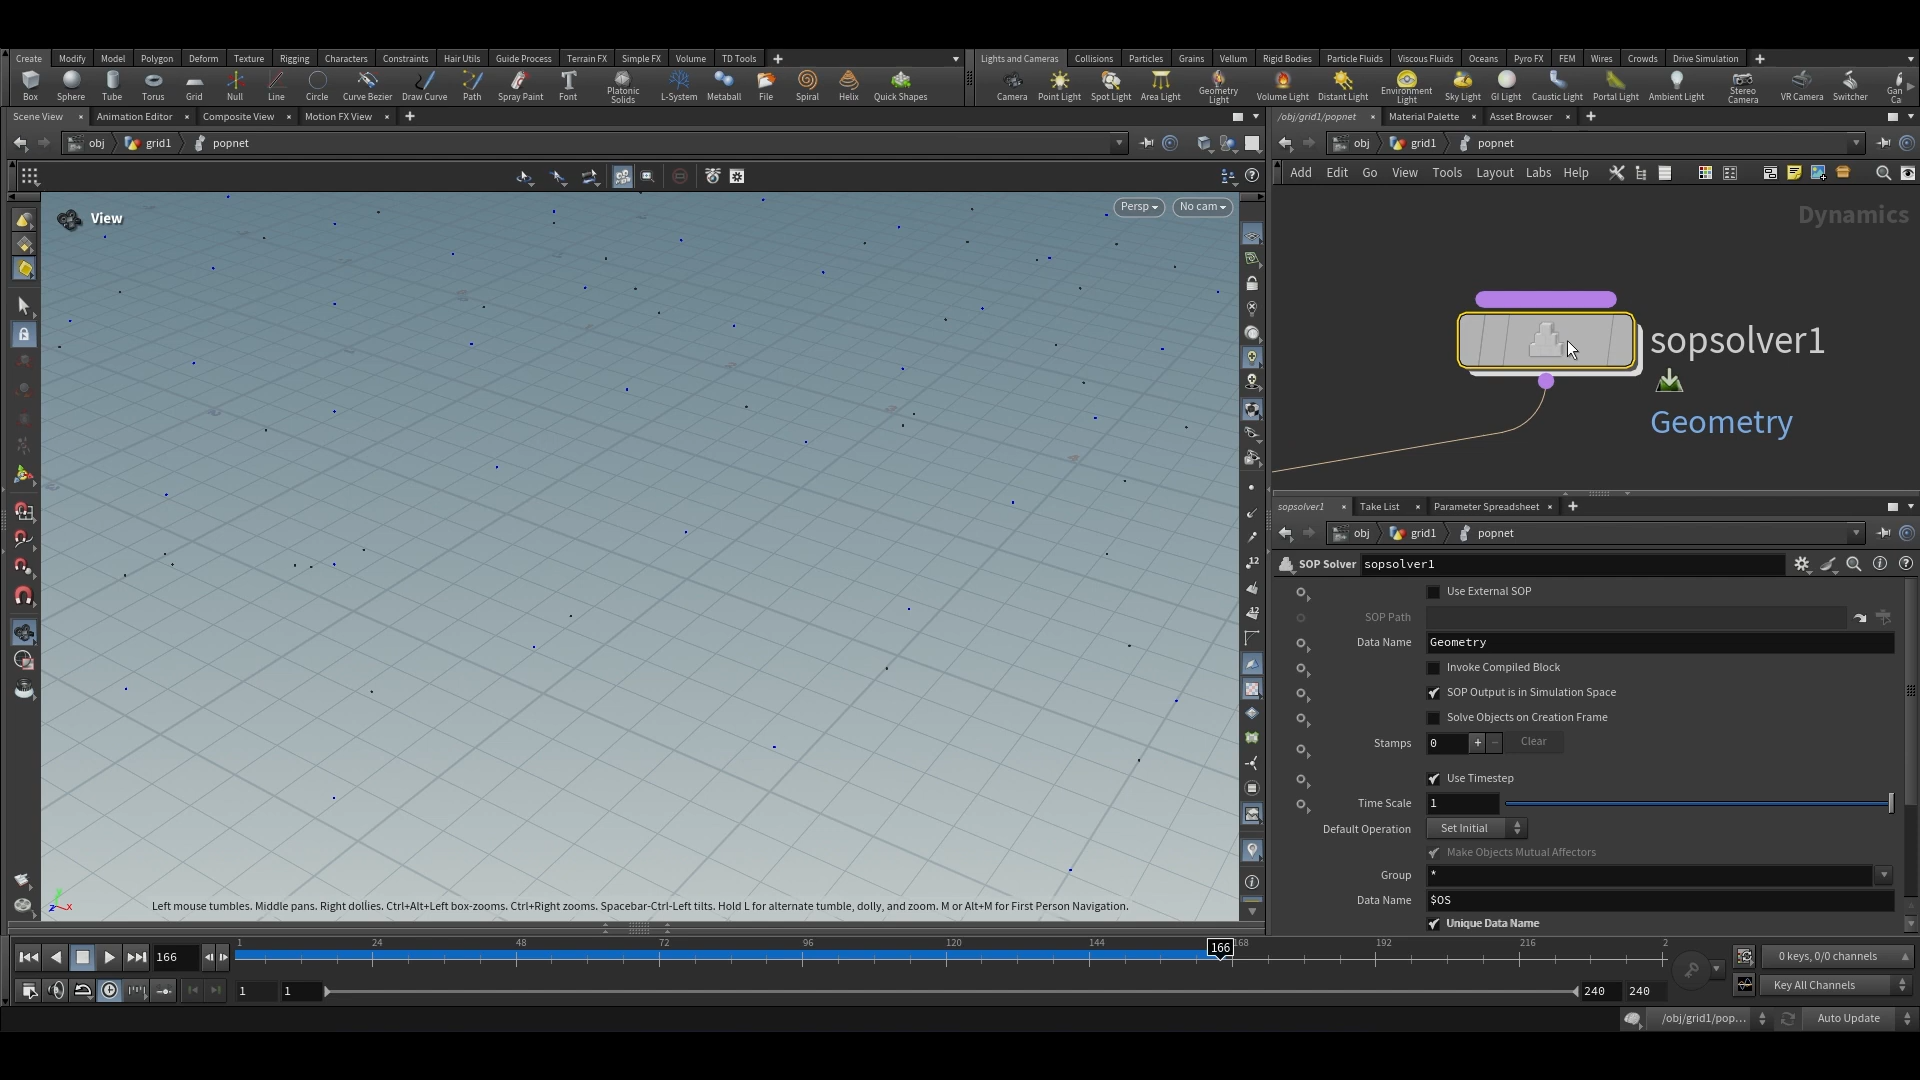 Create Modify Model Polygon Deform Texture Rigging Characters Constraints Hair Utils Guide Process Terrain FX Simple FX Volume TD Tools
Lights and Cameras Collisions Particles Grains Vellum Rigid Bodies Particle Fluids Viscous Fluids Oceans Pyro FX FEM Wires Crowds Drive Simulation
Box Sphere Tube Torus Grid Null Line Circle Curve Bezier Draw Curve Path Spray Paint Font Platonic Solids L-System Metaball File Spiral Helix Quick Shapes
Camera Point Light Spot Light Area Light Geometry Light Volume Light Distant Light Environment Light Sky Light GI Light Caustic Light Portal Light Ambient Light Stereo Camera VR Camera Switcher Gan Ca
Scene View Animation Editor Composite View Motion FX View
/obj/grid1/popnet Material Palette Asset Browser
obj grid1 popnet
obj grid1 popnet
Add Edit Go View Tools Layout Labs Help
View
Persp No cam
Dynamics
sopsolver1
Geometry
sopsolver1 Take List Parameter Spreadsheet
obj grid1 popnet
SOP Solver sopsolver1
Use External SOP
SOP Path
Data Name Geometry
Invoke Compiled Block
SOP Output is in Simulation Space
Solve Objects on Creation Frame
Stamps 0 Clear
Use Timestep
Time Scale 1
Default Operation Set Initial
Make Objects Mutual Affectors
Group *
Data Name $OS
Unique Data Name
Left mouse tumbles. Middle pans. Right dollies. Ctrl+Alt+Left box-zooms. Ctrl+Right zooms. Spacebar-Ctrl-Left tilts. Hold L for alternate tumble, dolly, and zoom. M or Alt+M for First Person Navigation.
1 24 48 72 96 120 144 168 192 216 2
166 166
0 keys, 0/0 channels
1 1 240 240
Key All Channels
/obj/grid1/pop... Auto Update